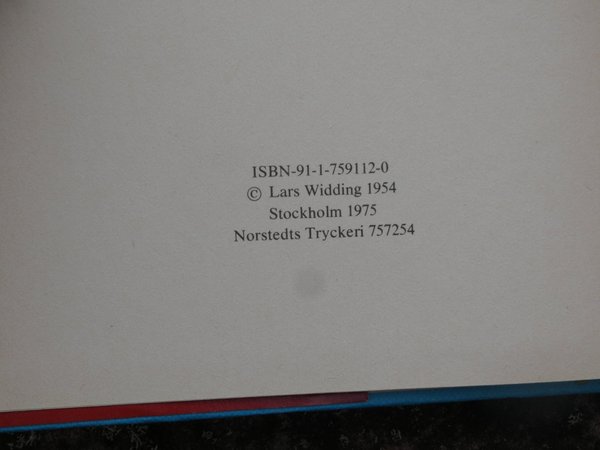 ISBN-91-1-759112-0
© Lars Widding 1954
Stockholm 1975
Norstedts Tryckeri 757254